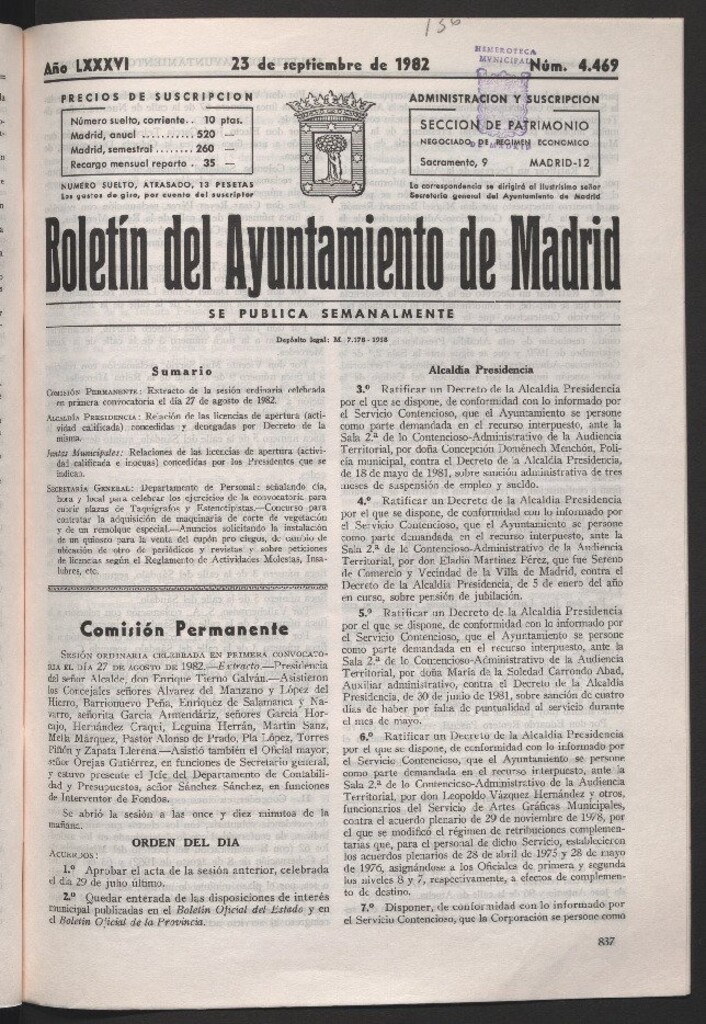 136
HEMEROTECA
MUNICIPAL
DE MADRID
Año LXXXVI 23 de septiembre de 1982 Núm. 4.469
PRECIOS DE SUSCRIPCION
Número suelto, corriente.. 10 ptas.
Madrid, anual .......... 520 —
Madrid, semestral ........ 260 —
Recargo mensual reparto . 35 —
NUMERO SUELTO, ATRASADO, 13 PESETAS
Los gastos de giro, por cuenta del suscriptor
ADMINISTRACION Y SUSCRIPCION
SECCION DE PATRIMONIO
NEGOCIADO DE REGIMEN ECONOMICO
Sacramento, 9 MADRID-12
La correspondencia se dirigirá al ilustrísimo señor
Secretario general del Ayuntamiento de Madrid
Boletín del Ayuntamiento de Madrid
SE PUBLICA SEMANALMENTE
Depósito legal: M. 7.178 - 1958
Sumario
COMISIÓN PERMANENTE: Extracto de la sesión ordinaria celebrada
en primera convocatoria el día 27 de agosto de 1982.
ALCALDÍA PRESIDENCIA: Relación de las licencias de apertura (acti-
vidad calificada) concedidas y denegadas por Decreto de la
misma.
Juntas Municipales: Relaciones de las licencias de apertura (activi-
dad calificada e inocuas) concedidas por los Presidentes que se
indican.
SECRETARÍA GENERAL: Departamento de Personal: señalando día,
hora y local para celebrar los ejercicios de la convocatoria para
cubrir plazas de Taquígrafos y Estenotipistas.—Concurso para
contratar la adquisición de maquinaria de corte de vegetación
y de un remolque especial.—Anuncios solicitando la instalación
de un quiosco para la venta del cupón pro ciegos, de cambio de
ubicación de otro de periódicos y revistas y sobre peticiones
de licencias según el Reglamento de Actividades Molestas, Insa-
lubres, etc.
Comisión Permanente
SESIÓN ORDINARIA CELEBRADA EN PRIMERA CONVOCATO-
RIA EL DÍA 27 DE AGOSTO DE 1982.—Extracto.—Presidencia
del señor Alcalde, don Enrique Tierno Galván.—Asistieron
los Concejales señores Alvarez del Manzano y López del
Hierro, Barrionuevo Peña, Enríquez de Salamanca y Na-
varro, señorita García Armendáriz, señores García Hor-
cajo, Hernández Craqui, Leguina Herrán, Martín Sanz,
Mella Márquez, Pastor Alonso de Prado, Pla López, Torres
Piñón y Zapata Llerena.—Asistió también el Oficial mayor,
señor Orejas Gutiérrez, en funciones de Secretario general,
y estuvo presente el Jefe del Departamento de Contabili-
dad y Presupuestos, señor Sánchez Sánchez, en funciones
de Interventor de Fondos.
Se abrió la sesión a las once y diez minutos de la
mañana.
ORDEN DEL DIA
ACUERDOS:
1.º Aprobar el acta de la sesión anterior, celebrada
el día 29 de julio último.
2.º Quedar enterada de las disposiciones de interés
municipal publicadas en el Boletín Oficial del Estado y en
el Boletín Oficial de la Provincia.
Alcaldía Presidencia
3.º Ratificar un Decreto de la Alcaldía Presidencia
por el que se dispone, de conformidad con lo informado por
el Servicio Contencioso, que el Ayuntamiento se persone
como parte demandada en el recurso interpuesto, ante la
Sala 2.ª de lo Contencioso-Administrativo de la Audiencia
Territorial, por doña Concepción Doménech Menchón, Poli-
cía municipal, contra el Decreto de la Alcaldía Presidencia,
de 18 de mayo de 1981, sobre sanción administrativa de tres
meses de suspensión de empleo y sueldo.
4.º Ratificar un Decreto de la Alcaldía Presidencia
por el que se dispone, de conformidad con lo informado por
el Servicio Contencioso, que el Ayuntamiento se persone
como parte demandada en el recurso interpuesto, ante la
Sala 2.ª de lo Contencioso-Administrativo de la Audiencia
Territorial, por don Eladio Martínez Pérez, que fue Sereno
de Comercio y Vecindad de la Villa de Madrid, contra el
Decreto de la Alcaldía Presidencia, de 5 de enero del año
en curso, sobre pensión de jubilación.
5.º Ratificar un Decreto de la Alcaldía Presidencia
por el que se dispone, de conformidad con lo informado por
el Servicio Contencioso, que el Ayuntamiento se persone
como parte demandada en el recurso interpuesto, ante la
Sala 2.ª de lo Contencioso-Administrativo de la Audiencia
Territorial, por doña María de la Soledad Carrondo Abad,
Auxiliar administrativo, contra el Decreto de la Alcaldía
Presidencia, de 30 de junio de 1981, sobre sanción de cuatro
días de haber por falta de puntualidad al servicio durante
el mes de mayo.
6.º Ratificar un Decreto de la Alcaldía Presidencia
por el que se dispone, de conformidad con lo informado por
el Servicio Contencioso, que el Ayuntamiento se persone
como parte demandada en el recurso interpuesto, ante la
Sala 2.ª de lo Contencioso-Administrativo de la Audiencia
Territorial, por don Leopoldo Vázquez Hernández y otros,
funcionarios del Servicio de Artes Gráficas Municipales,
contra el acuerdo plenario de 29 de noviembre de 1978, por
el que se modificó el régimen de retribuciones complemen-
tarias que, para el personal de dicho Servicio, establecieron
los acuerdos plenarios de 28 de abril de 1975 y 28 de mayo
de 1976, asignándose a los Oficiales de primera y segunda
los niveles 8 y 7, respectivamente, a efectos de complemen-
to de destino.
7.º Disponer, de conformidad con lo informado por
el Servicio Contencioso, que la Corporación se persone como
837